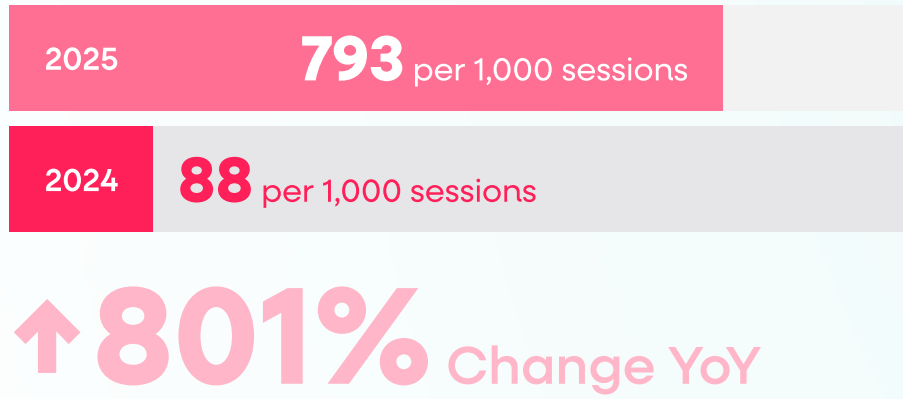 2025 793 per 1,000 sessions
2024 88 per 1,000 sessions
↑801% Change YoY